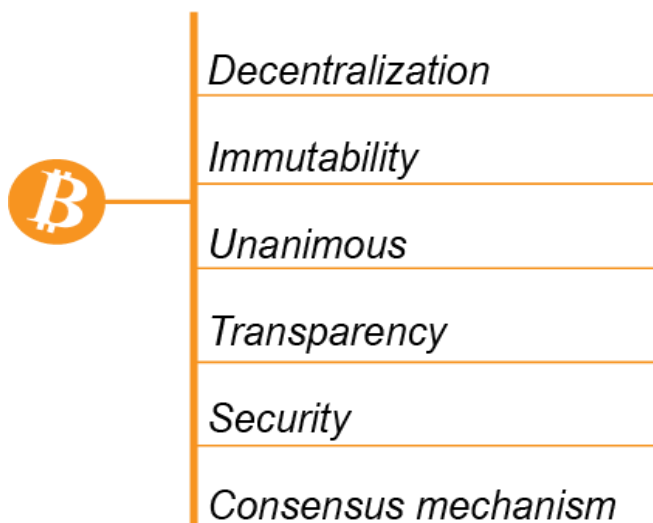 Decentralization
Immutability
Unanimous
Transparency
Security
Consensus mechanism